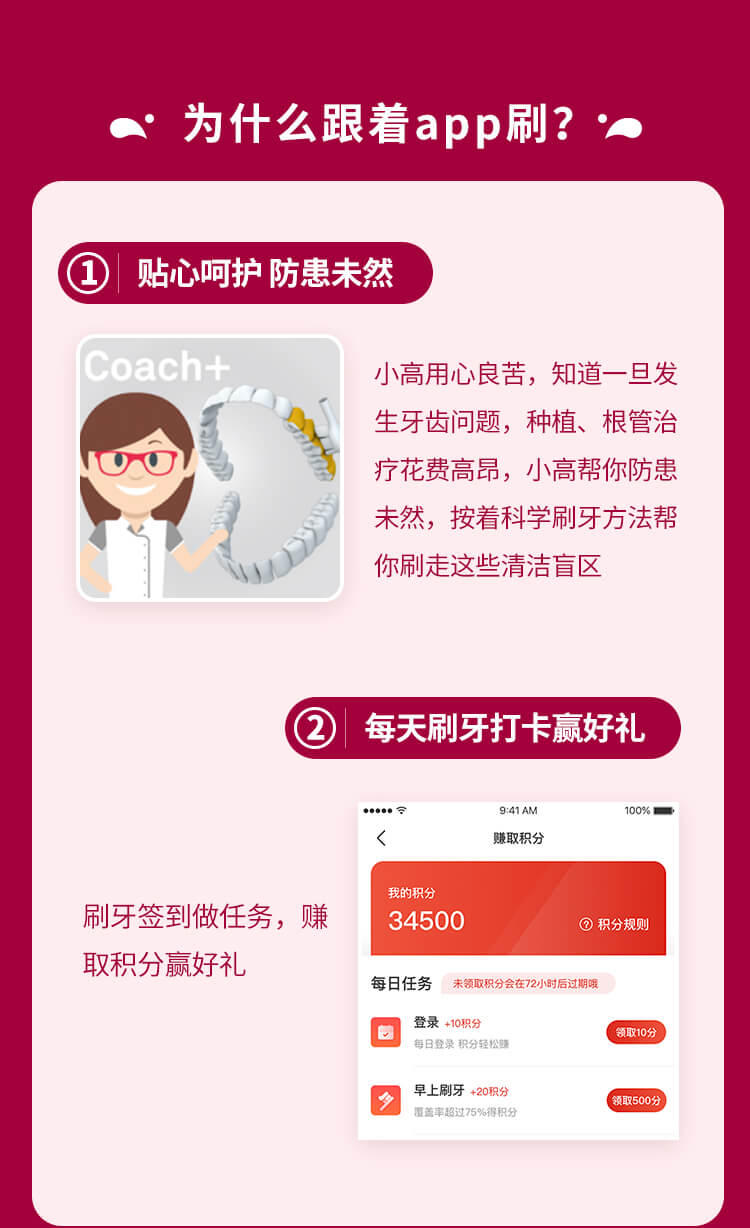 为什么跟着app刷？
① 贴心呵护 防患未然
Coach+
小高用心良苦，知道一旦发
生牙齿问题，种植、根管治
疗花费高昂，小高帮你防患
未然，按着科学刷牙方法帮
你刷走这些清洁盲区
② 每天刷牙打卡赢好礼
刷牙签到做任务，赚
取积分赢好礼
9:41 AM 100%
赚取积分
我的积分
34500
? 积分规则
每日任务 未领取积分会在72小时后过期哦
登录 +10积分
领取10分
每日登录 积分轻松赚
早上刷牙 +20积分
领取500分
覆盖率超过75%得积分